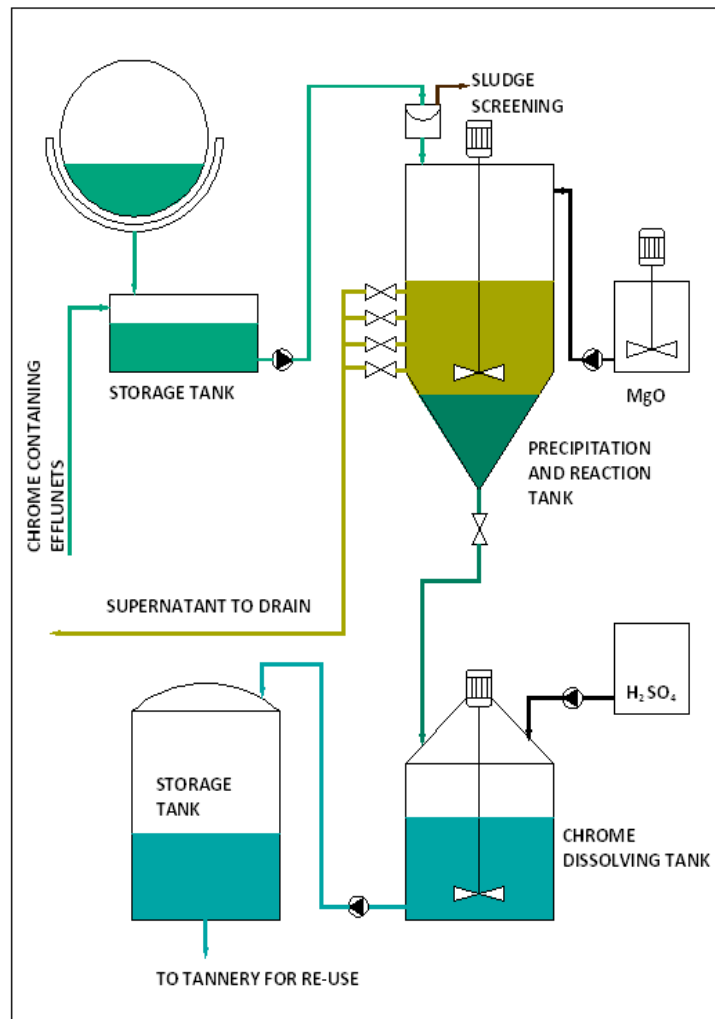 SLUDGE
SCREENING
STORAGE TANK
MgO
CHROME CONTAINING
EFFLUNETS
PRECIPITATION
AND REACTION
TANK
SUPERNATANT TO DRAIN
H₂SO₄
STORAGE
TANK
CHROME
DISSOLVING TANK
TO TANNERY FOR RE-USE